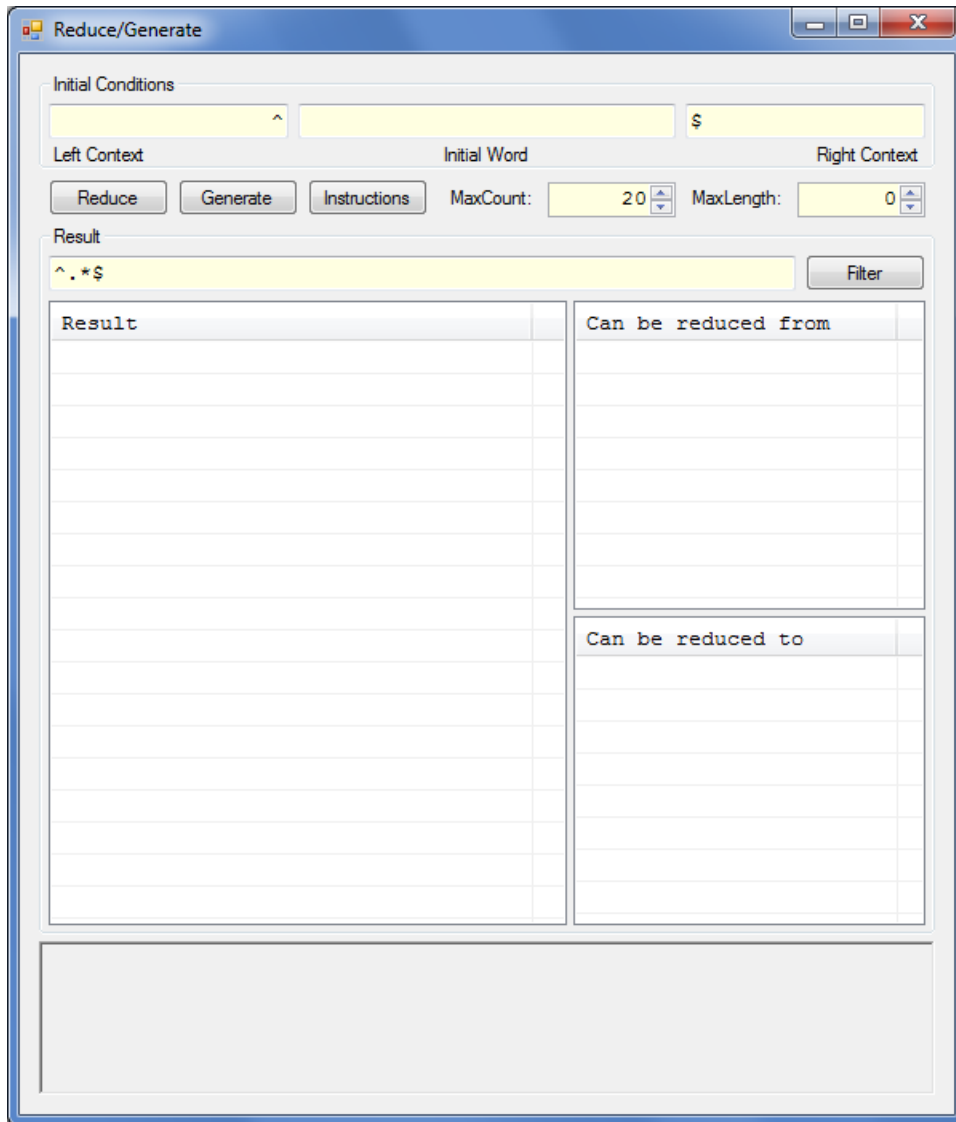 Reduce/Generate
Initial Conditions
^ $
Left Context Initial Word Right Context
Reduce Generate Instructions MaxCount: 20 MaxLength: 0
Result
^.*$ Filter
Result Can be reduced from
Can be reduced to